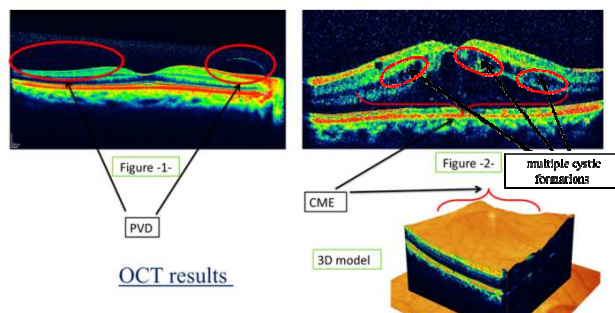 Figure -1-
Figure -2-
multiple cystic
formations
CME
PVD
3D model
OCT results